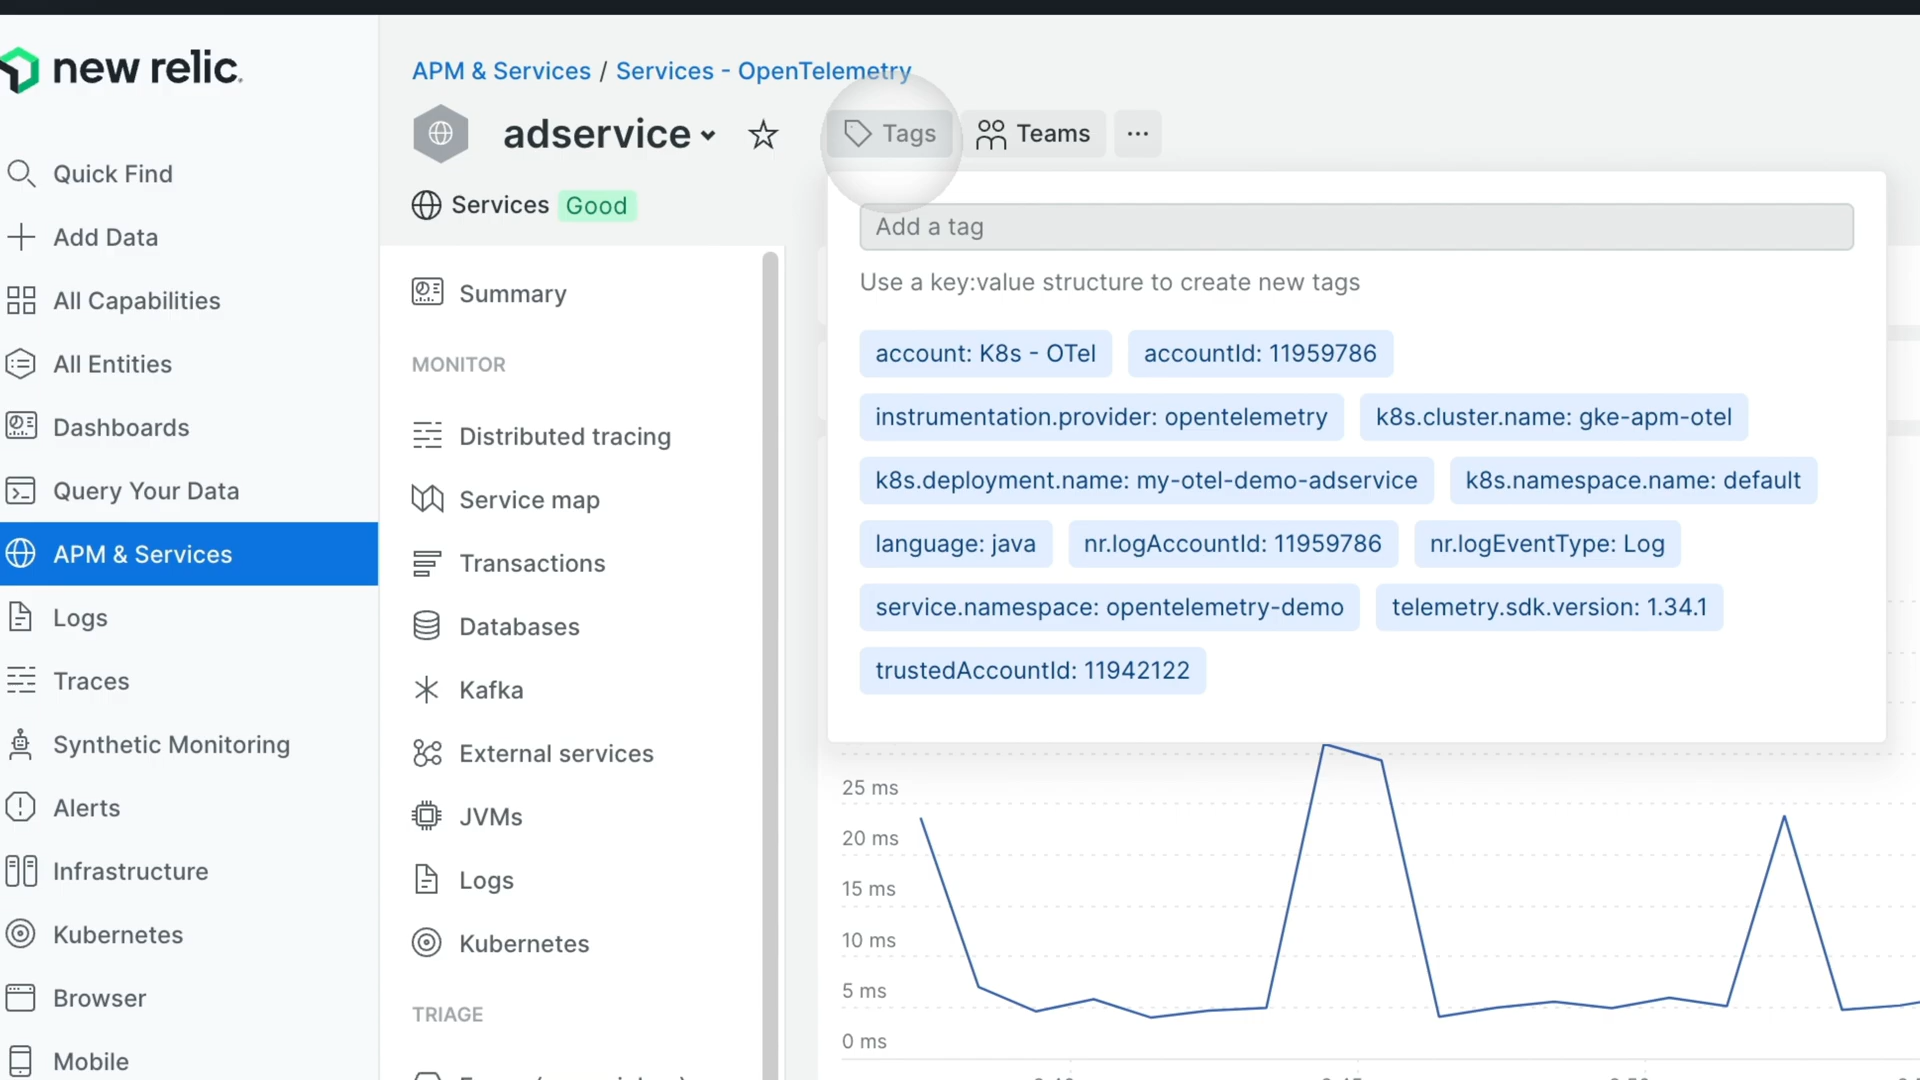 new relic.
Quick Find
Add Data
All Capabilities
All Entities
Dashboards
Query Your Data
APM & Services
Logs
Traces
Synthetic Monitoring
Alerts
Infrastructure
Kubernetes
Browser
Mobile
APM & Services / Services - OpenTelemetry
adservice
Tags
Teams
...
Services Good
Summary
MONITOR
Distributed tracing
Service map
Transactions
Databases
Kafka
External services
JVMs
Logs
Kubernetes
TRIAGE
Add a tag
Use a key:value structure to create new tags
account: K8s - OTel accountId: 11959786
instrumentation.provider: opentelemetry k8s.cluster.name: gke-apm-otel
k8s.deployment.name: my-otel-demo-adservice k8s.namespace.name: default
language: java nr.logAccountId: 11959786 nr.logEventType: Log
service.namespace: opentelemetry-demo telemetry.sdk.version: 1.34.1
trustedAccountId: 11942122
25 ms
20 ms
15 ms
10 ms
5 ms
0 ms